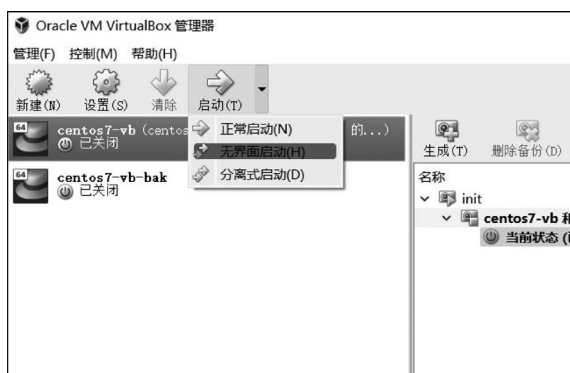 Oracle VM VirtualBox 管理器
管理(F) 控制(M) 帮助(H)
新建(N) 设置(S) 清除 启动(T)
64 centos7-vb (centos 的...)
已关闭
正常启动(N)
无界面启动(H)
分离式启动(D)
64 centos7-vb-bak
已关闭
生成(T) 删除备份(D)
名称
init
centos7-vb
当前状态